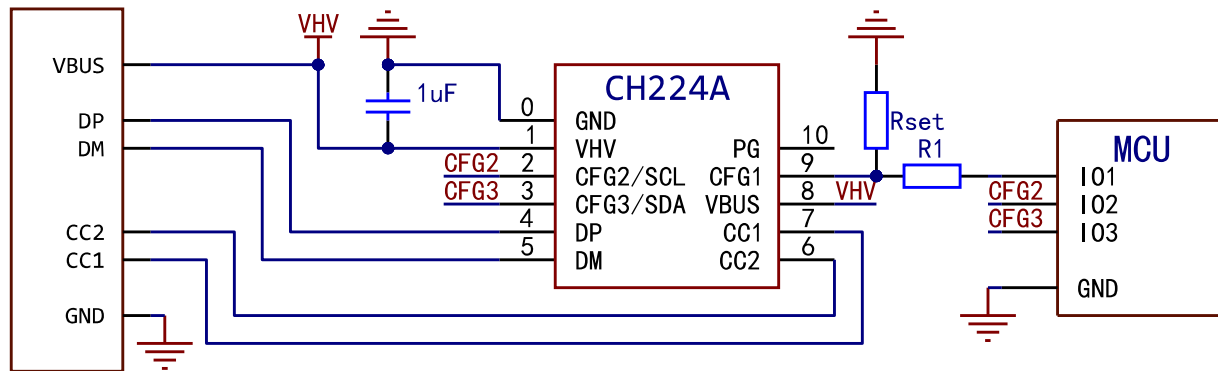 VHV
VBUS
DP
DM
CC2
CC1
GND
1uF
CH224A
0
GND
1
VHV
CFG2
2
CFG2/SCL
CFG3
3
CFG3/SDA
4
DP
5
DM
PG
10
CFG1
9
VBUS
8
VHV
CC1
7
CC2
6
Rset
R1
MCU
IO1
CFG2
IO2
CFG3
IO3
GND